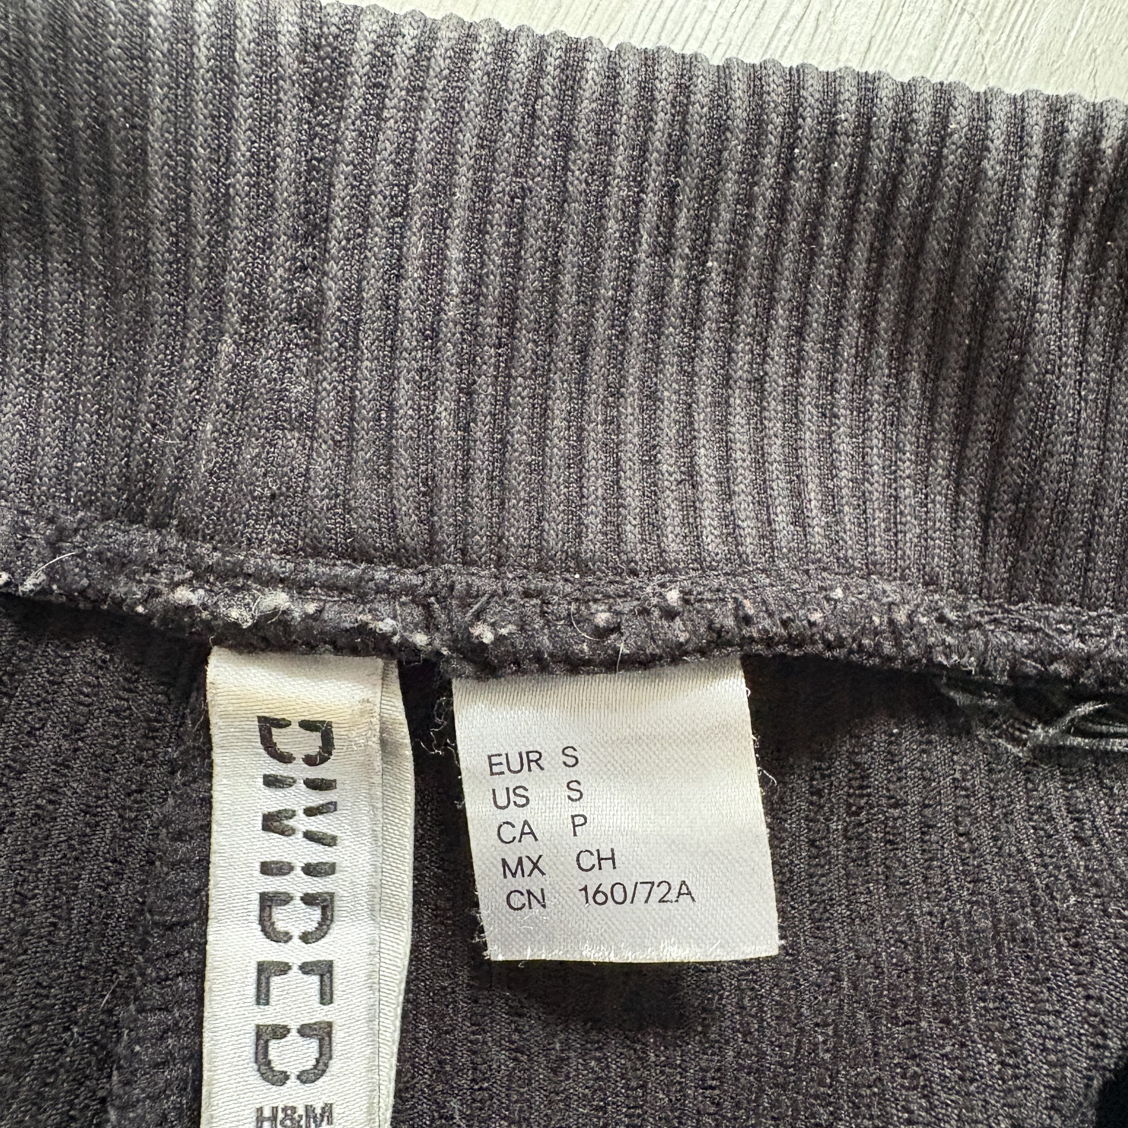 DIVIDED
H&M
EUR S
US S
CA P
MX CH
CN 160/72A